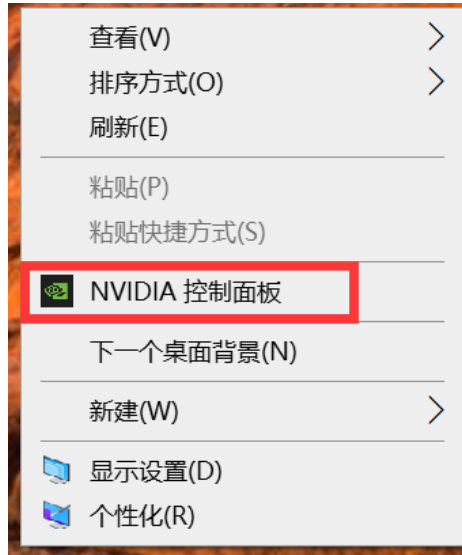 查看(V)
排序方式(O)
刷新(E)
粘贴(P)
粘贴快捷方式(S)
NVIDIA 控制面板
下一个桌面背景(N)
新建(W)
显示设置(D)
个性化(R)